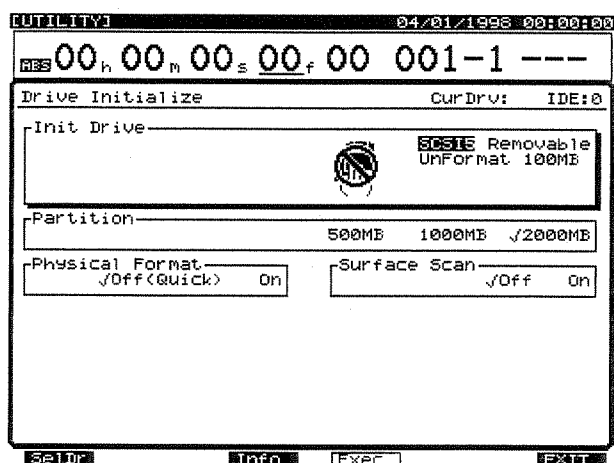 [UTILITY] 04/01/1998 00:00:00
ABS 00h 00m 00s 00f 00 001-1 ---
Drive Initialize CurDrv: IDE:0
Init Drive
SCSI5 Removable
UnFormat 100MB
Partition
500MB 1000MB √2000MB
Physical Format Surface Scan
√Off(Quick) On √Off On
SelDr Info Exec EXIT